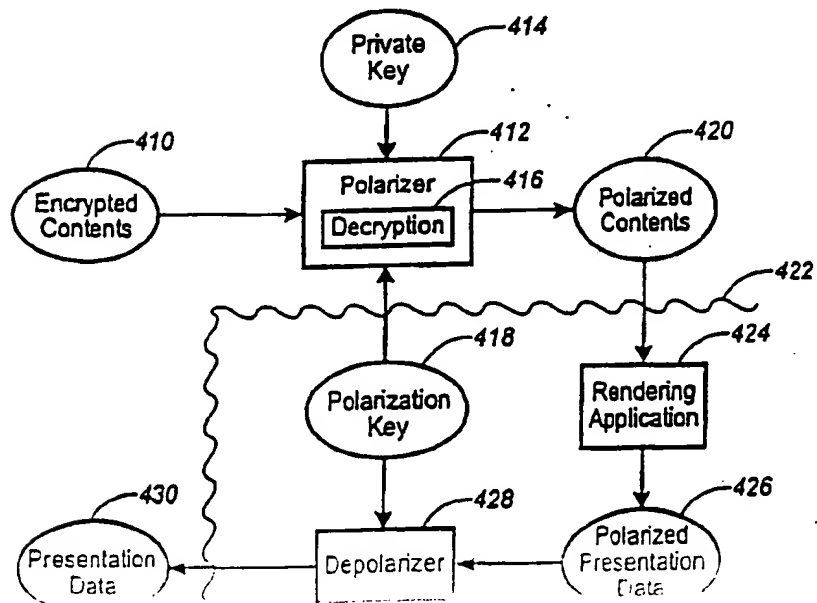 Private
Key
414
410
412
420
Polarizer
416
Encrypted
Contents
Decryption
Polarized
Contents
422
418
424
Polarization
Key
Rendering
Application
430
428
426
Presentation
Data
Depolarizer
Polarized
Presentation
Data